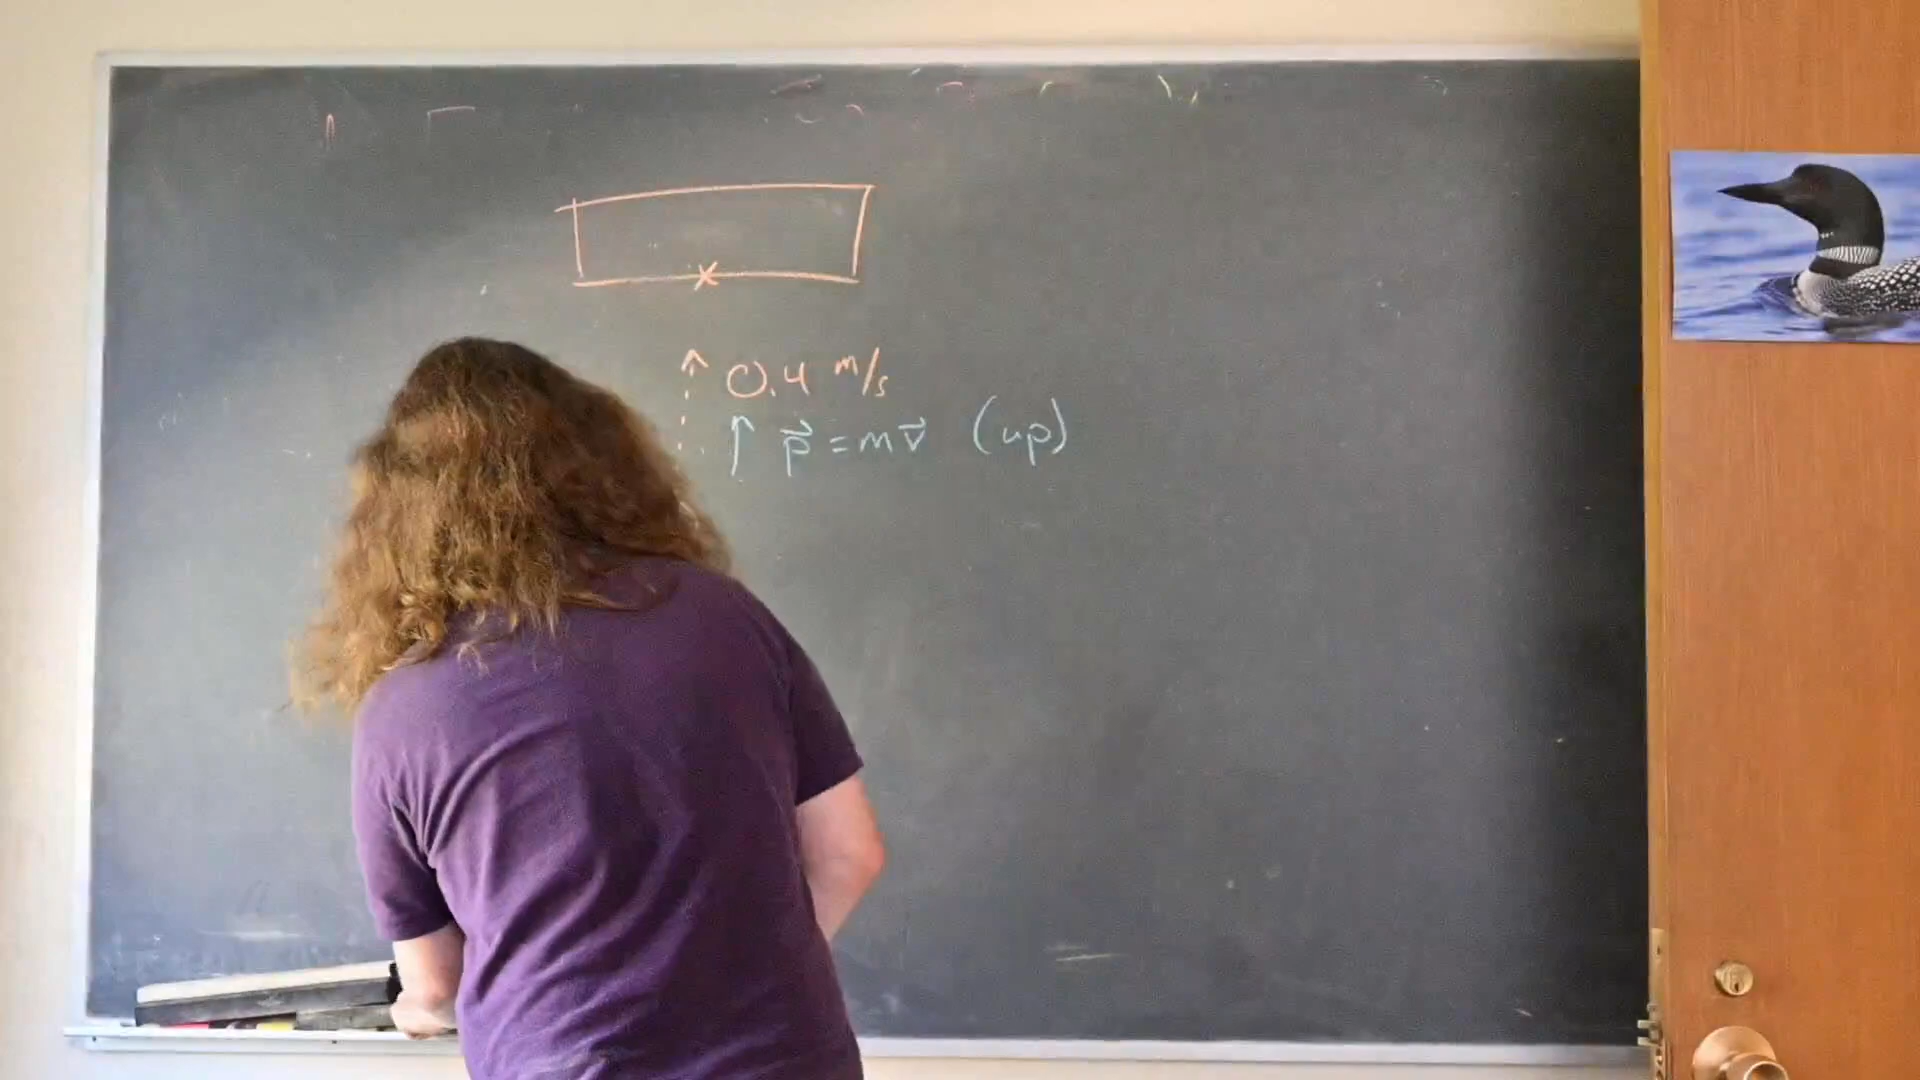 0.4 m/s
↑ p⃗ = mv⃗ (up)